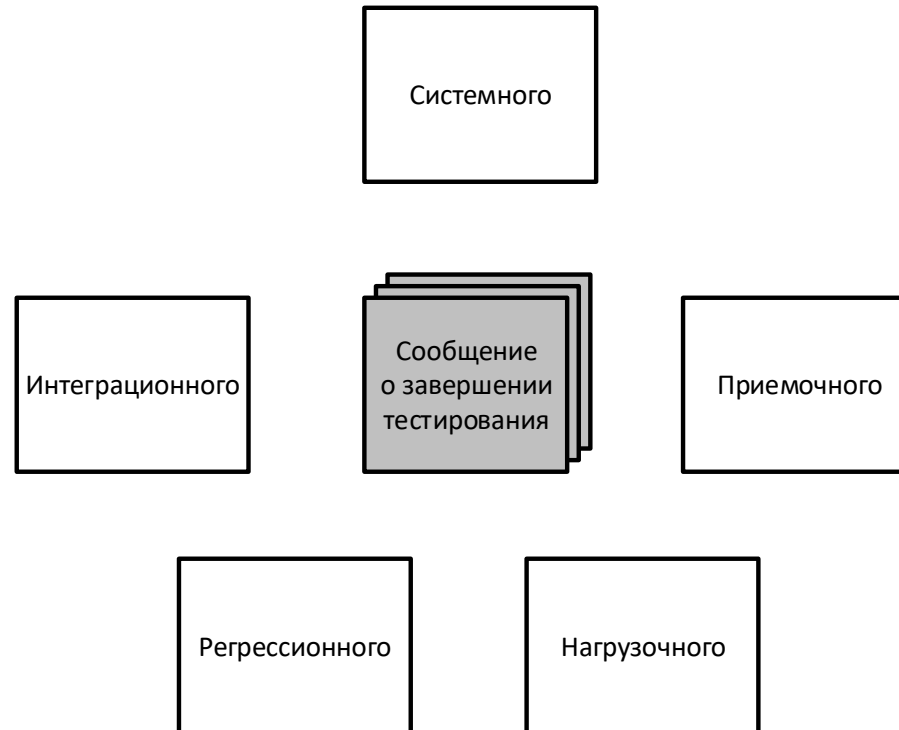 Системного
Интеграционного
Сообщение
о завершении
тестирования
Приемочного
Регрессионного
Нагрузочного